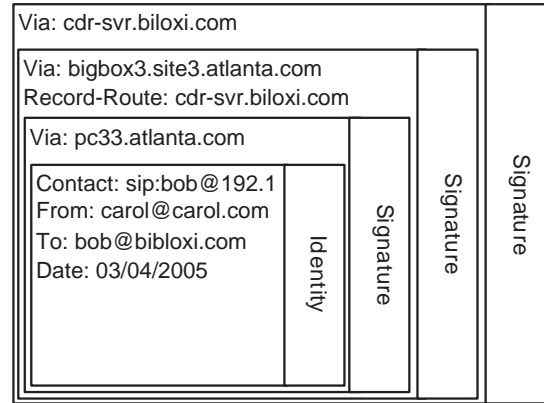 Via: cdr-svr.biloxi.com
Via: bigbox3.site3.atlanta.com
Record-Route: cdr-svr.biloxi.com
Via: pc33.atlanta.com
Contact: sip:bob@192.1
From: carol@carol.com
To: bob@bibloxi.com
Date: 03/04/2005
Identity
Signature
Signature
Signature